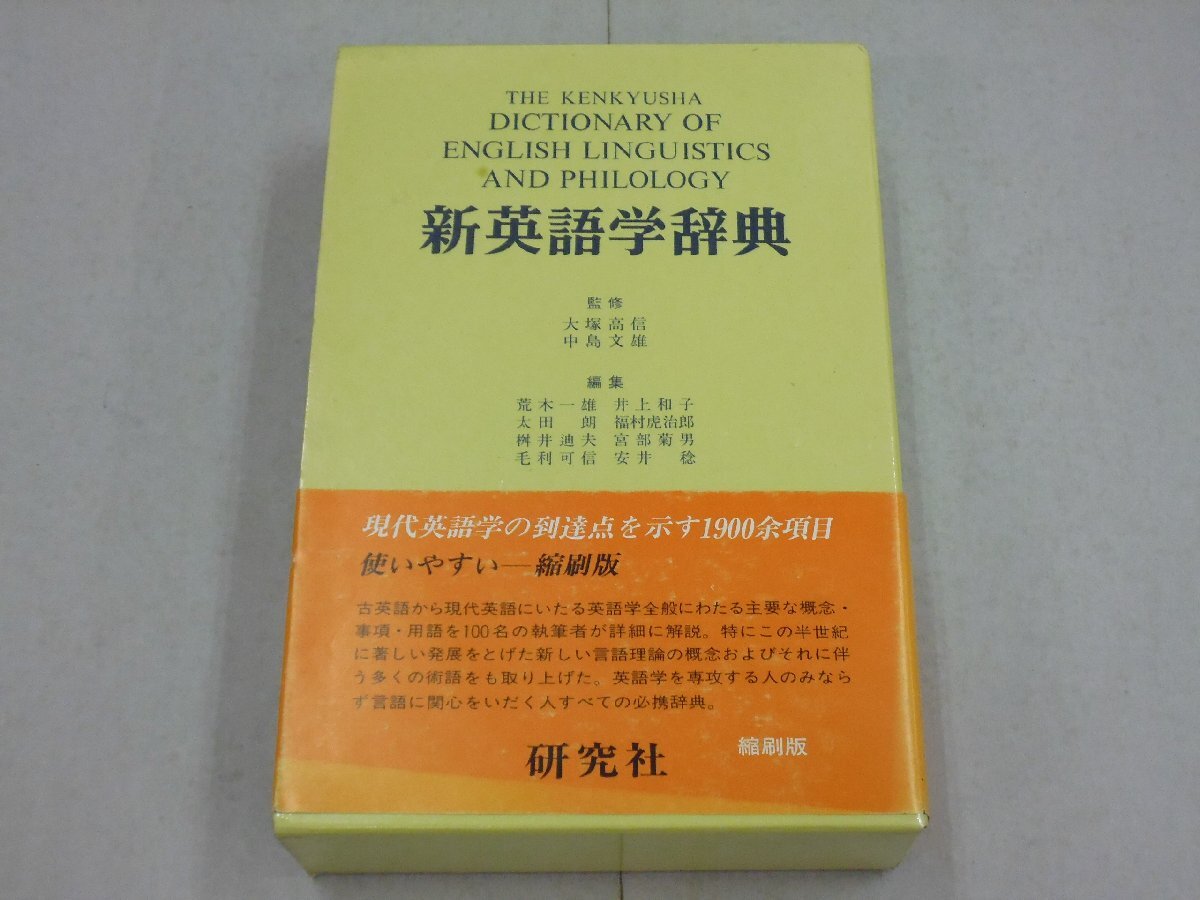 THE KENKYUSHA
DICTIONARY OF
ENGLISH LINGUISTICS
AND PHILOLOGY
新英語学辞典
監修
大塚高信
中島文雄
編集
荒木一雄 井上和子
太田 朗 福村虎治郎
桝井迪夫 宮部菊男
毛利可信 安井 稔
現代英語学の到達点を示す1900余項目
使いやすい―縮刷版
古英語から現代英語にいたる英語学全般にわたる主要な概念・
事項・用語を100名の執筆者が詳細に解説。特にこの半世紀
に著しい発展をとげた新しい言語理論の概念およびそれに伴
う多くの術語をも取り上げた。英語学を専攻する人のみなら
ず言語に関心をいだく人すべての必携辞典。
研究社
縮刷版